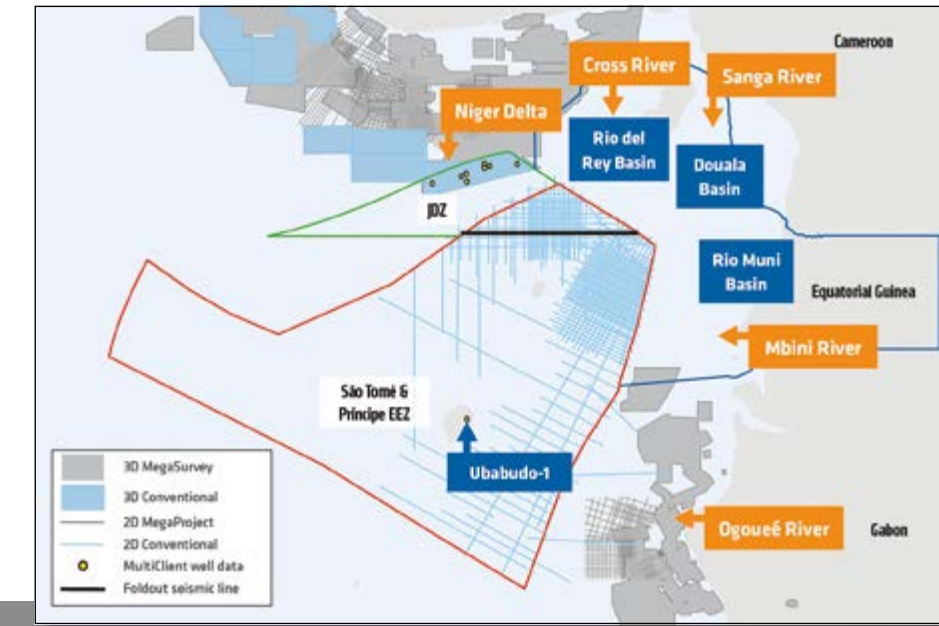 Cameroon
Cross River
Sanga River
Niger Delta
Rio del
Rey Basin
Douala
Basin
JDZ
Rio Muni
Basin
Equatorial Guinea
Mbini River
São Tomé &
Príncipe EEZ
Ubabudo-1
Ogoueé River
Gabon
3D MegaSurvey
3D Conventional
2D MegaProject
2D Conventional
MultiClient well data
Foldout seismic line